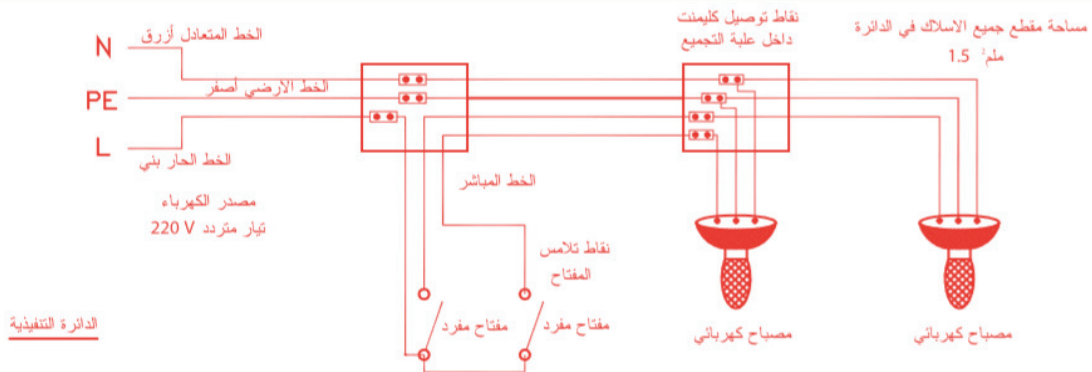 نقاط توصيل كليمنت
داخل علبة التجميع
مساحة مقطع جميع الاسلاك في الدائرة
1.5 ملم²
N
الخط المتعادل أزرق
PE
الخط الأرضي أصفر
L
الخط الحار بني
مصدر الكهرباء
تيار متردد 220 V
الخط المباشر
نقاط تلامس
المفتاح
مفتاح مفرد
مفتاح مفرد
مصباح كهربائي
مصباح كهربائي
الدائرة التنفيذية